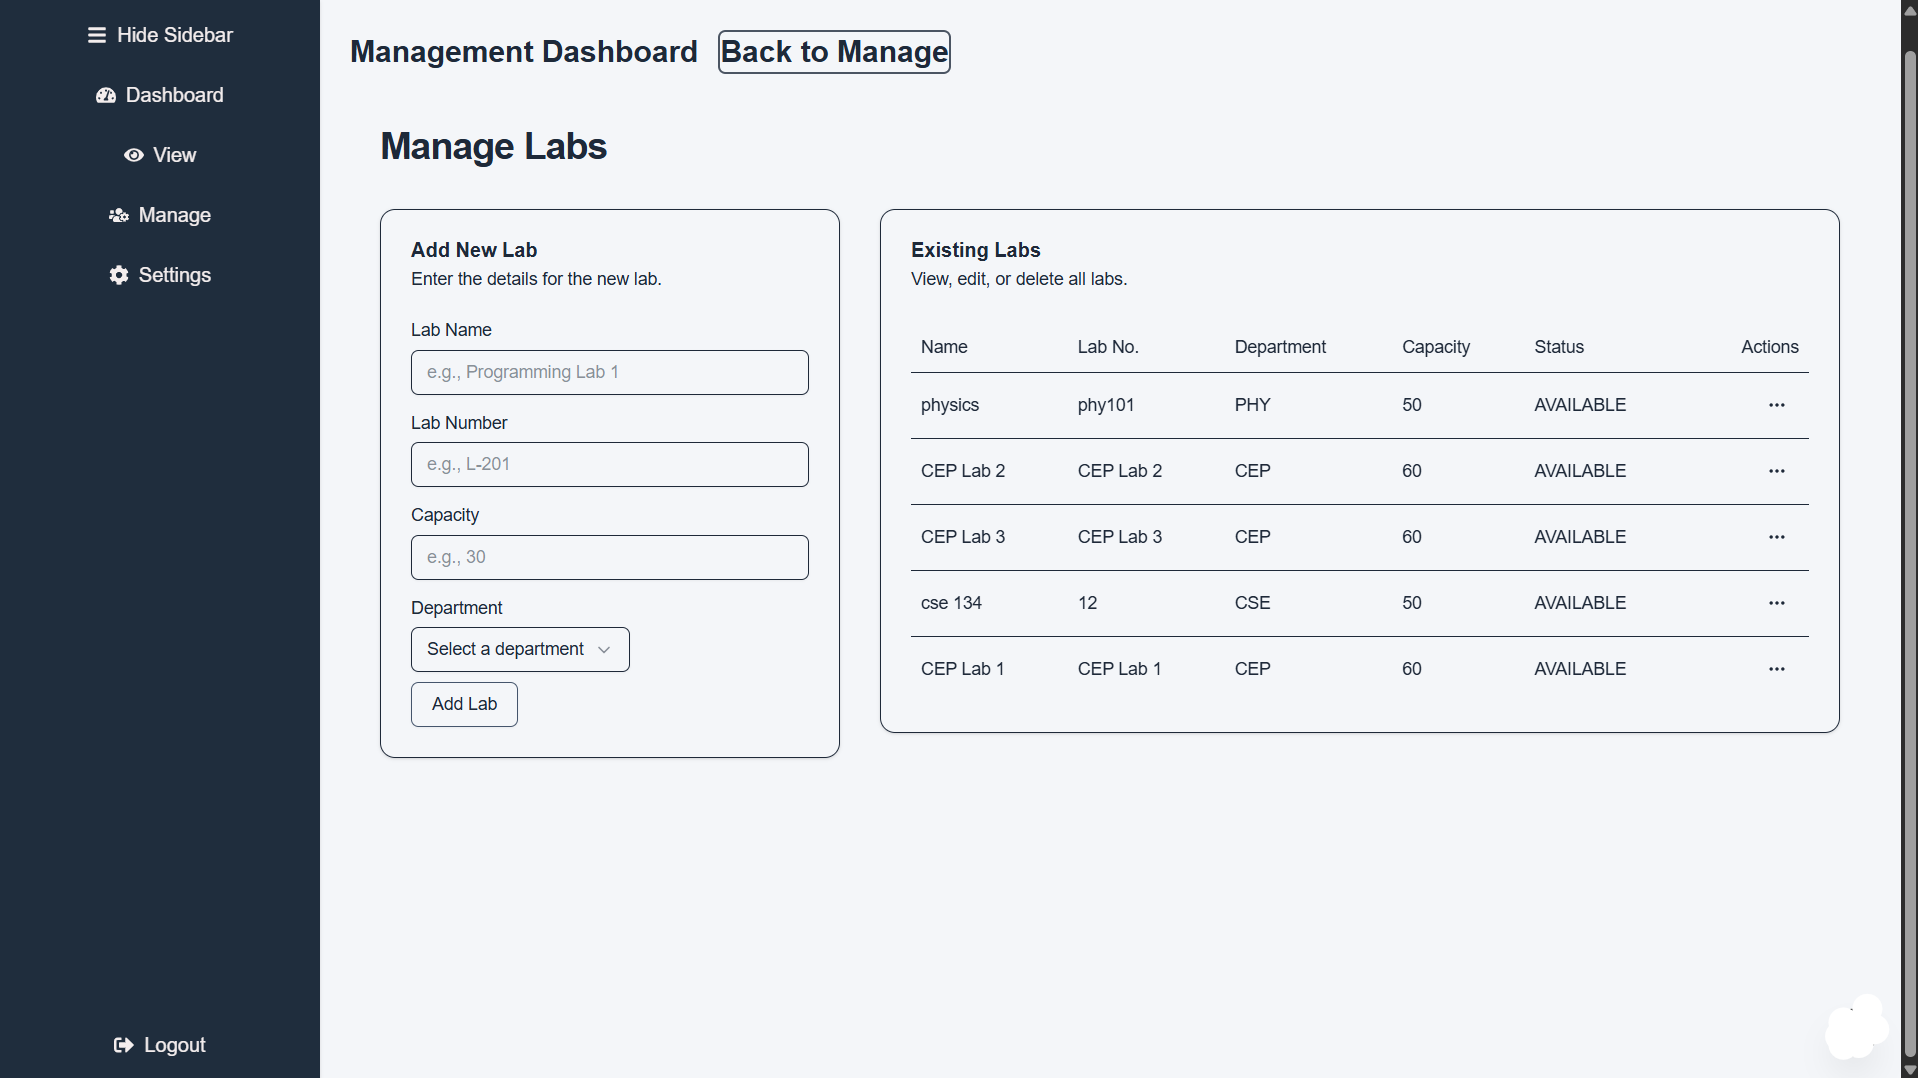 Hide Sidebar
Dashboard
View
Manage
Settings
Logout
Management Dashboard Back to Manage
Manage Labs
Add New Lab
Enter the details for the new lab.
Lab Name
e.g., Programming Lab 1
Lab Number
e.g., L-201
Capacity
e.g., 30
Department
Select a department
Add Lab
Existing Labs
View, edit, or delete all labs.
Name Lab No. Department Capacity Status Actions
physics phy101 PHY 50 AVAILABLE
CEP Lab 2 CEP Lab 2 CEP 60 AVAILABLE
CEP Lab 3 CEP Lab 3 CEP 60 AVAILABLE
cse 134 12 CSE 50 AVAILABLE
CEP Lab 1 CEP Lab 1 CEP 60 AVAILABLE